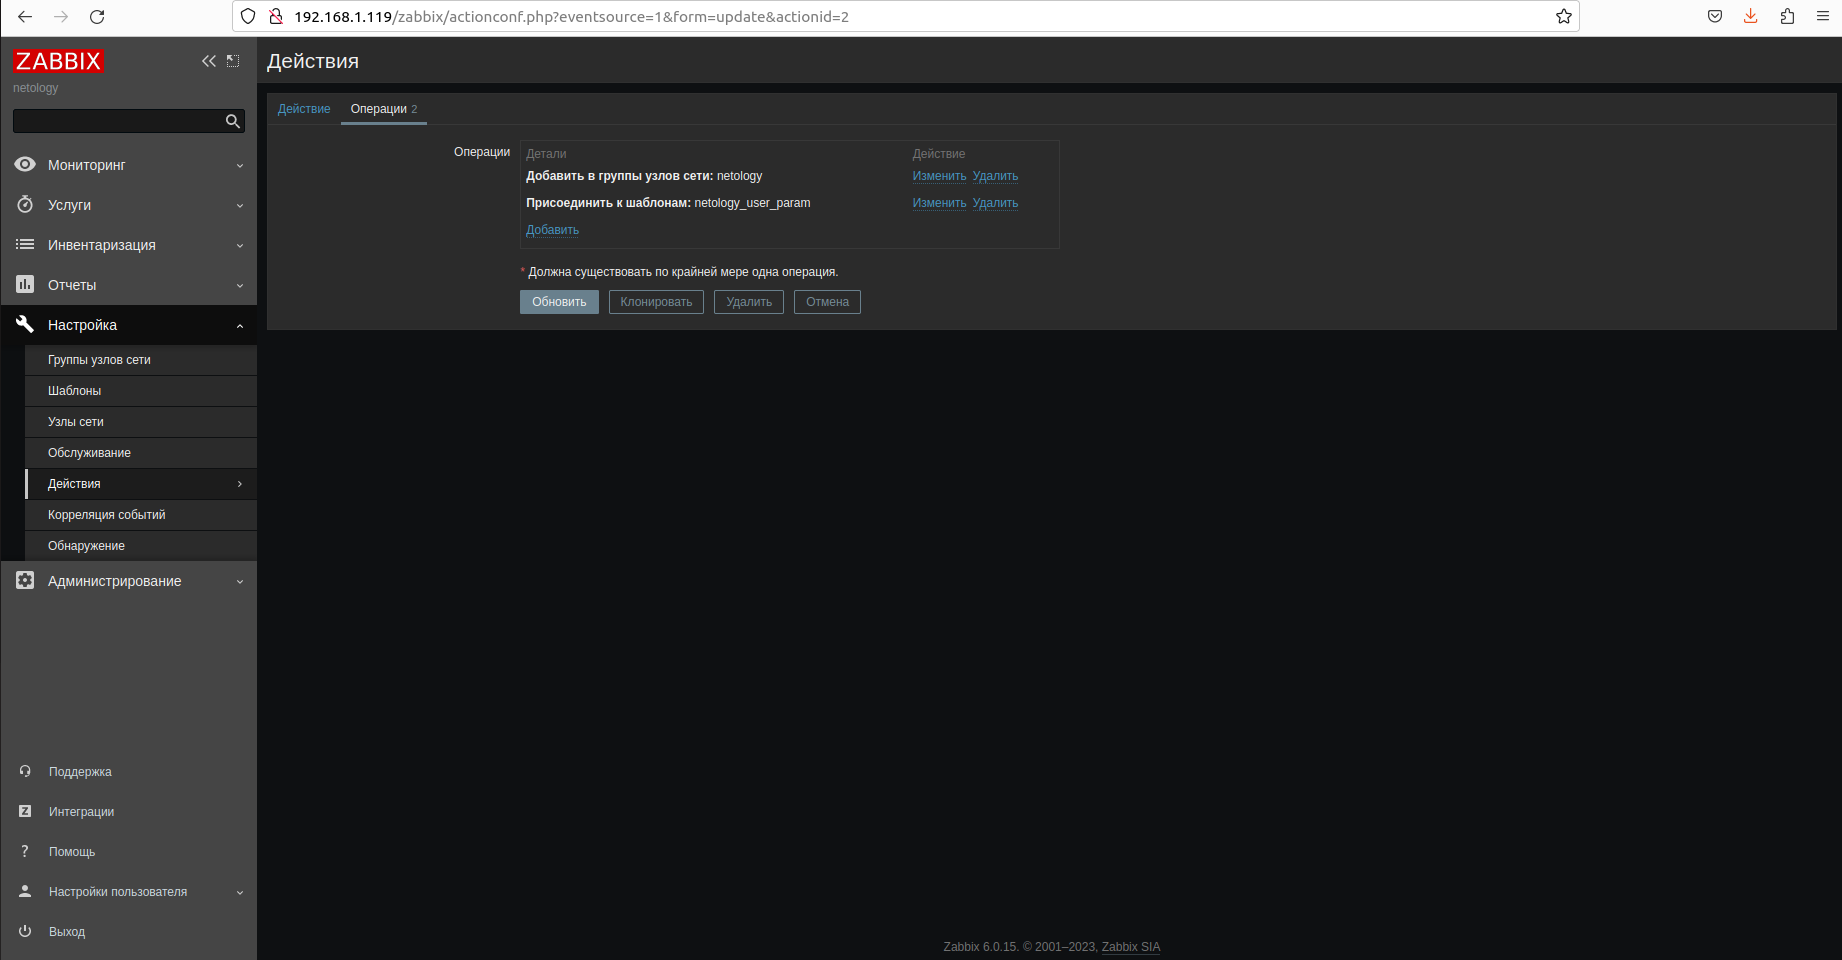 192.168.1.119/zabbix/actionconf.php?eventsource=1&form=update&actionid=2
ZABBIX
netology
Мониторинг
Услуги
Инвентаризация
Отчеты
Настройка
Группы узлов сети
Шаблоны
Узлы сети
Обслуживание
Действия
Корреляция событий
Обнаружение
Администрирование
Поддержка
Z Интеграции
? Помощь
Настройки пользователя
Выход
Действия
Действие Операции 2
Операции
Детали Действие
Добавить в группы узлов сети: netology Изменить Удалить
Присоединить к шаблонам: netology_user_param Изменить Удалить
Добавить
* Должна существовать по крайней мере одна операция.
Обновить Клонировать Удалить Отмена
Zabbix 6.0.15. © 2001–2023, Zabbix SIA